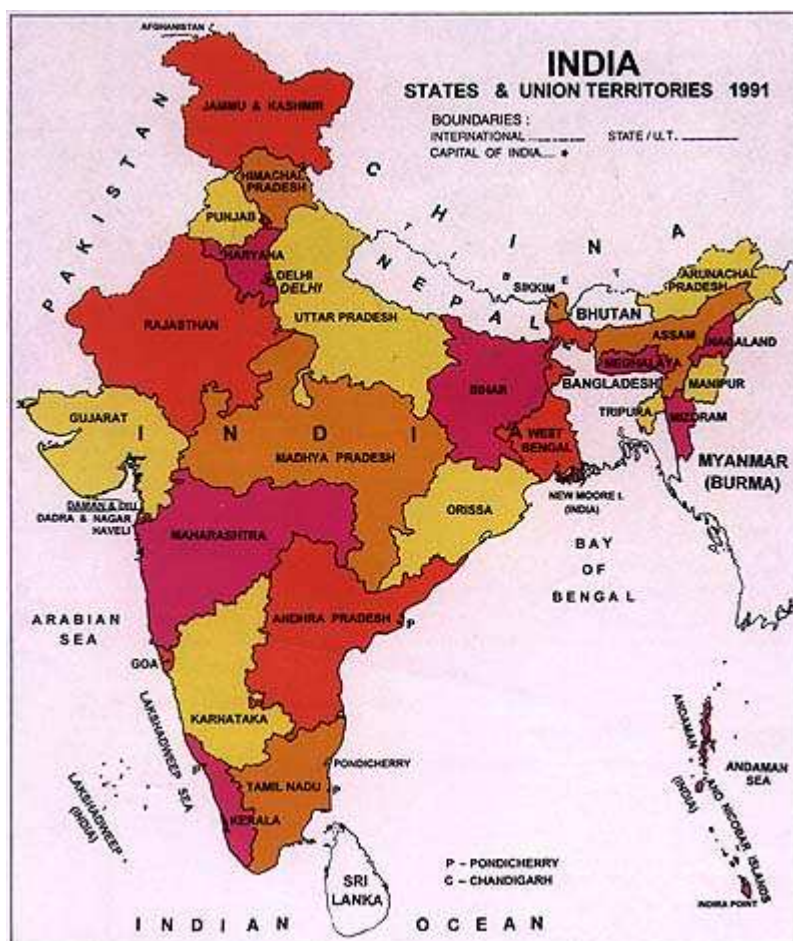 INDIA
STATES & UNION TERRITORIES 1991
BOUNDARIES :
INTERNATIONAL STATE / U.T.
CAPITAL OF INDIA
AFGHANISTAN
JAMMU & KASHMIR
PAKISTAN
HIMACHAL
PRADESH
PUNJAB
CHINA
TIBET
HARYANA
DELHI
DELHI
NEPAL
SIKKIM
BHUTAN
ARUNACHAL
PRADESH
RAJASTHAN
UTTAR PRADESH
ASSAM
NAGALAND
MEGHALAYA
BIHAR
BANGLADESH
MANIPUR
GUJARAT
TRIPURA
MIZORAM
INDIA
WEST
BENGAL
MADHYA PRADESH
MYANMAR
(BURMA)
DAMAN & DIU
DADRA & NAGAR
HAVELI
NEW MOORE I.
(INDIA)
ORISSA
MAHARASHTRA
BAY
OF
BENGAL
ANDHRA PRADESH
P
ARABIAN
SEA
GOA
KARNATAKA
LAKSHADWEEP SEA
LAKSHADWEEP
(INDIA)
P
PONDICHERRY
TAMIL NADU
P
KERALA
ANDAMAN
AND NICOBAR ISLANDS
(INDIA)
ANDAMAN
SEA
INDIRA POINT
SRI
LANKA
P – PONDICHERRY
C – CHANDIGARH
INDIAN OCEAN